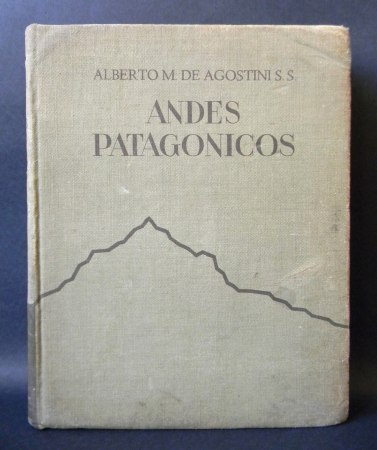 ALBERTO M. DE AGOSTINI S. S.
ANDES
PATAGONICOS